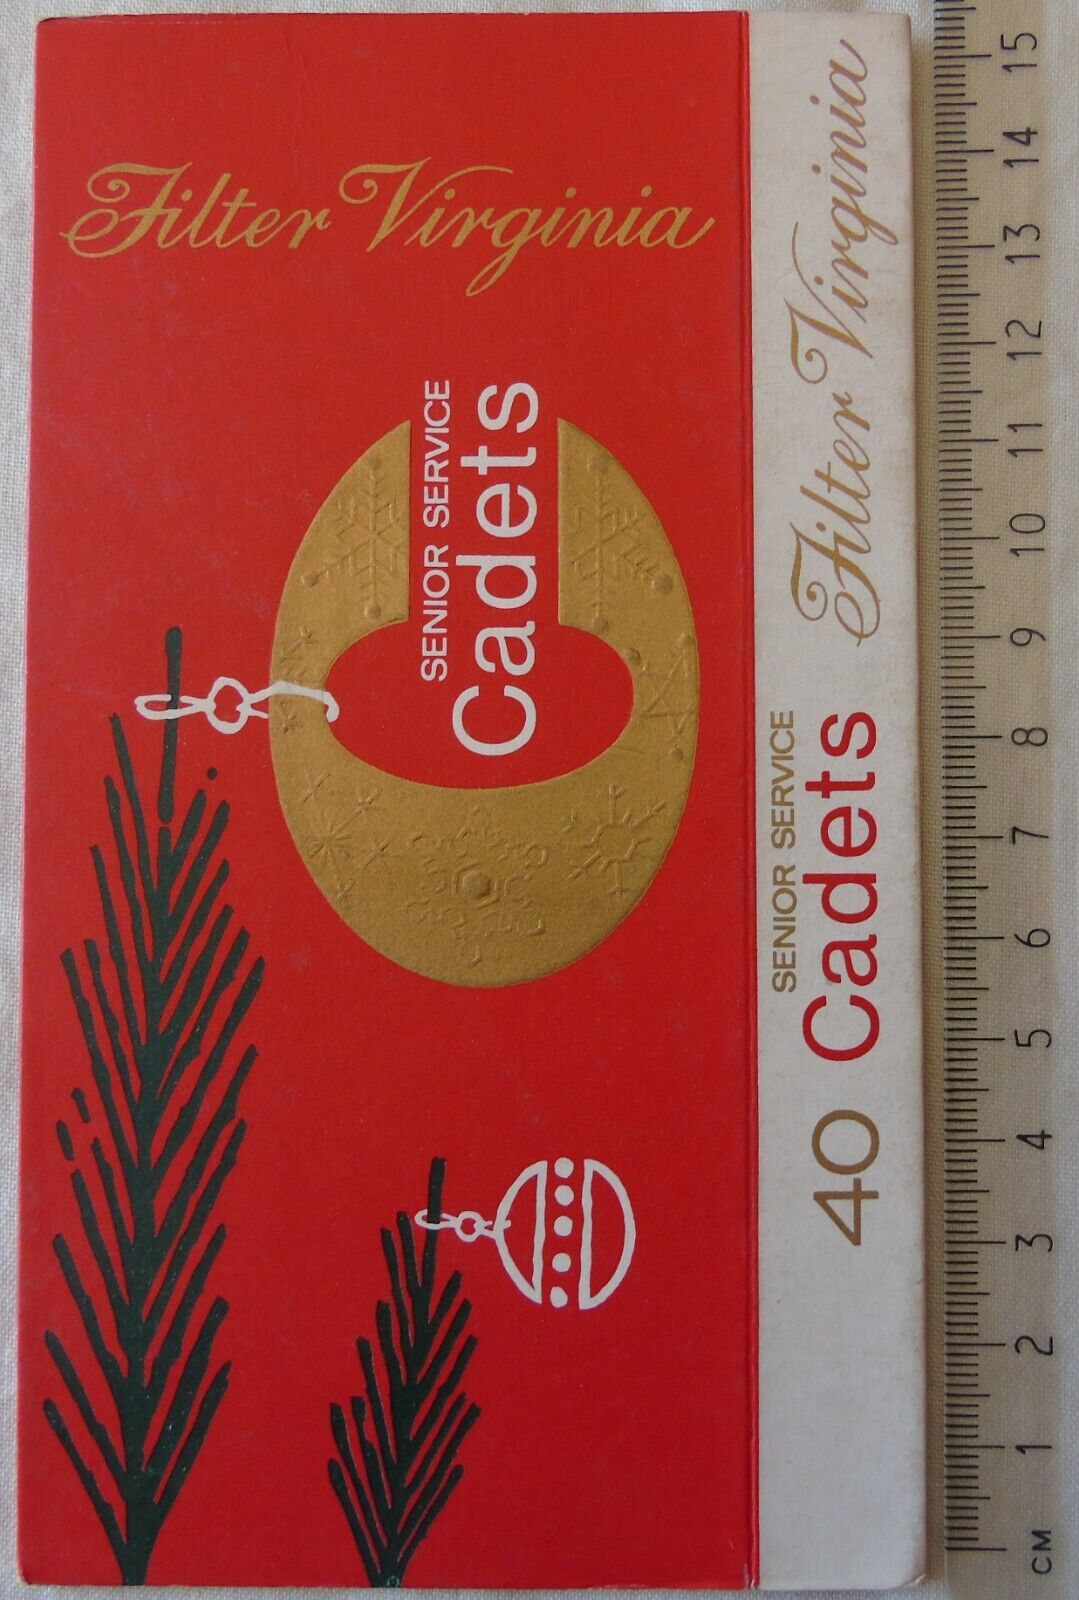 Filter Virginia
SENIOR SERVICE
Cadets
SENIOR SERVICE
40 Cadets Filter Virginia
CM 1 2 3 4 5 6 7 8 9 10 11 12 13 14 15